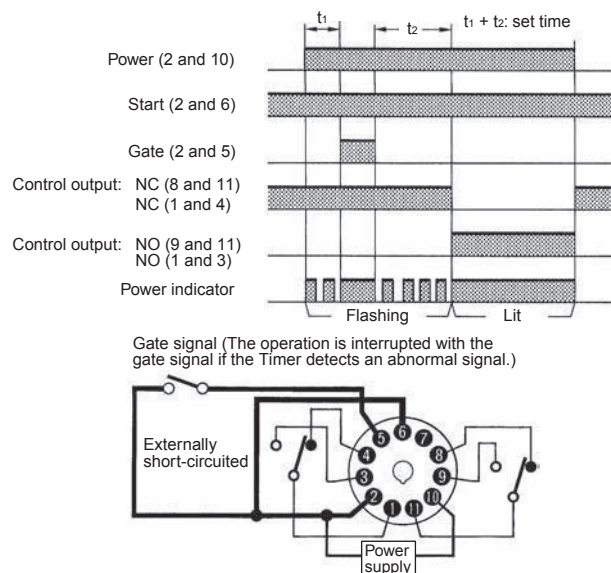 t₁ t₂ t₁ + t₂: set time
Power (2 and 10)
Start (2 and 6)
Gate (2 and 5)
Control output: NC (8 and 11)
NC (1 and 4)
Control output: NO (9 and 11)
NO (1 and 3)
Power indicator
Flashing Lit
Gate signal (The operation is interrupted with the
gate signal if the Timer detects an abnormal signal.)
Externally
short-circuited
5 6 7
4 8
3 9
2 10
1 11
Power
supply